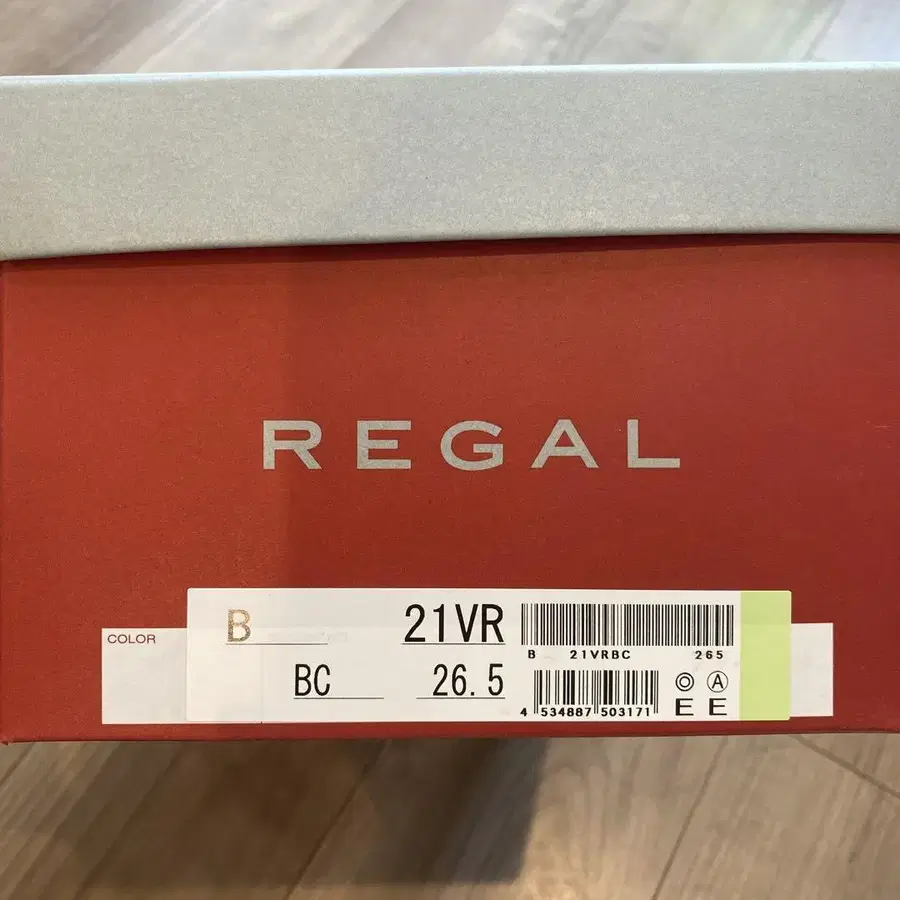 REGAL
COLOR
B 21VR
B 21VRBC 265
BC 26.5
4 534887 503171
◎ Ⓐ
E E